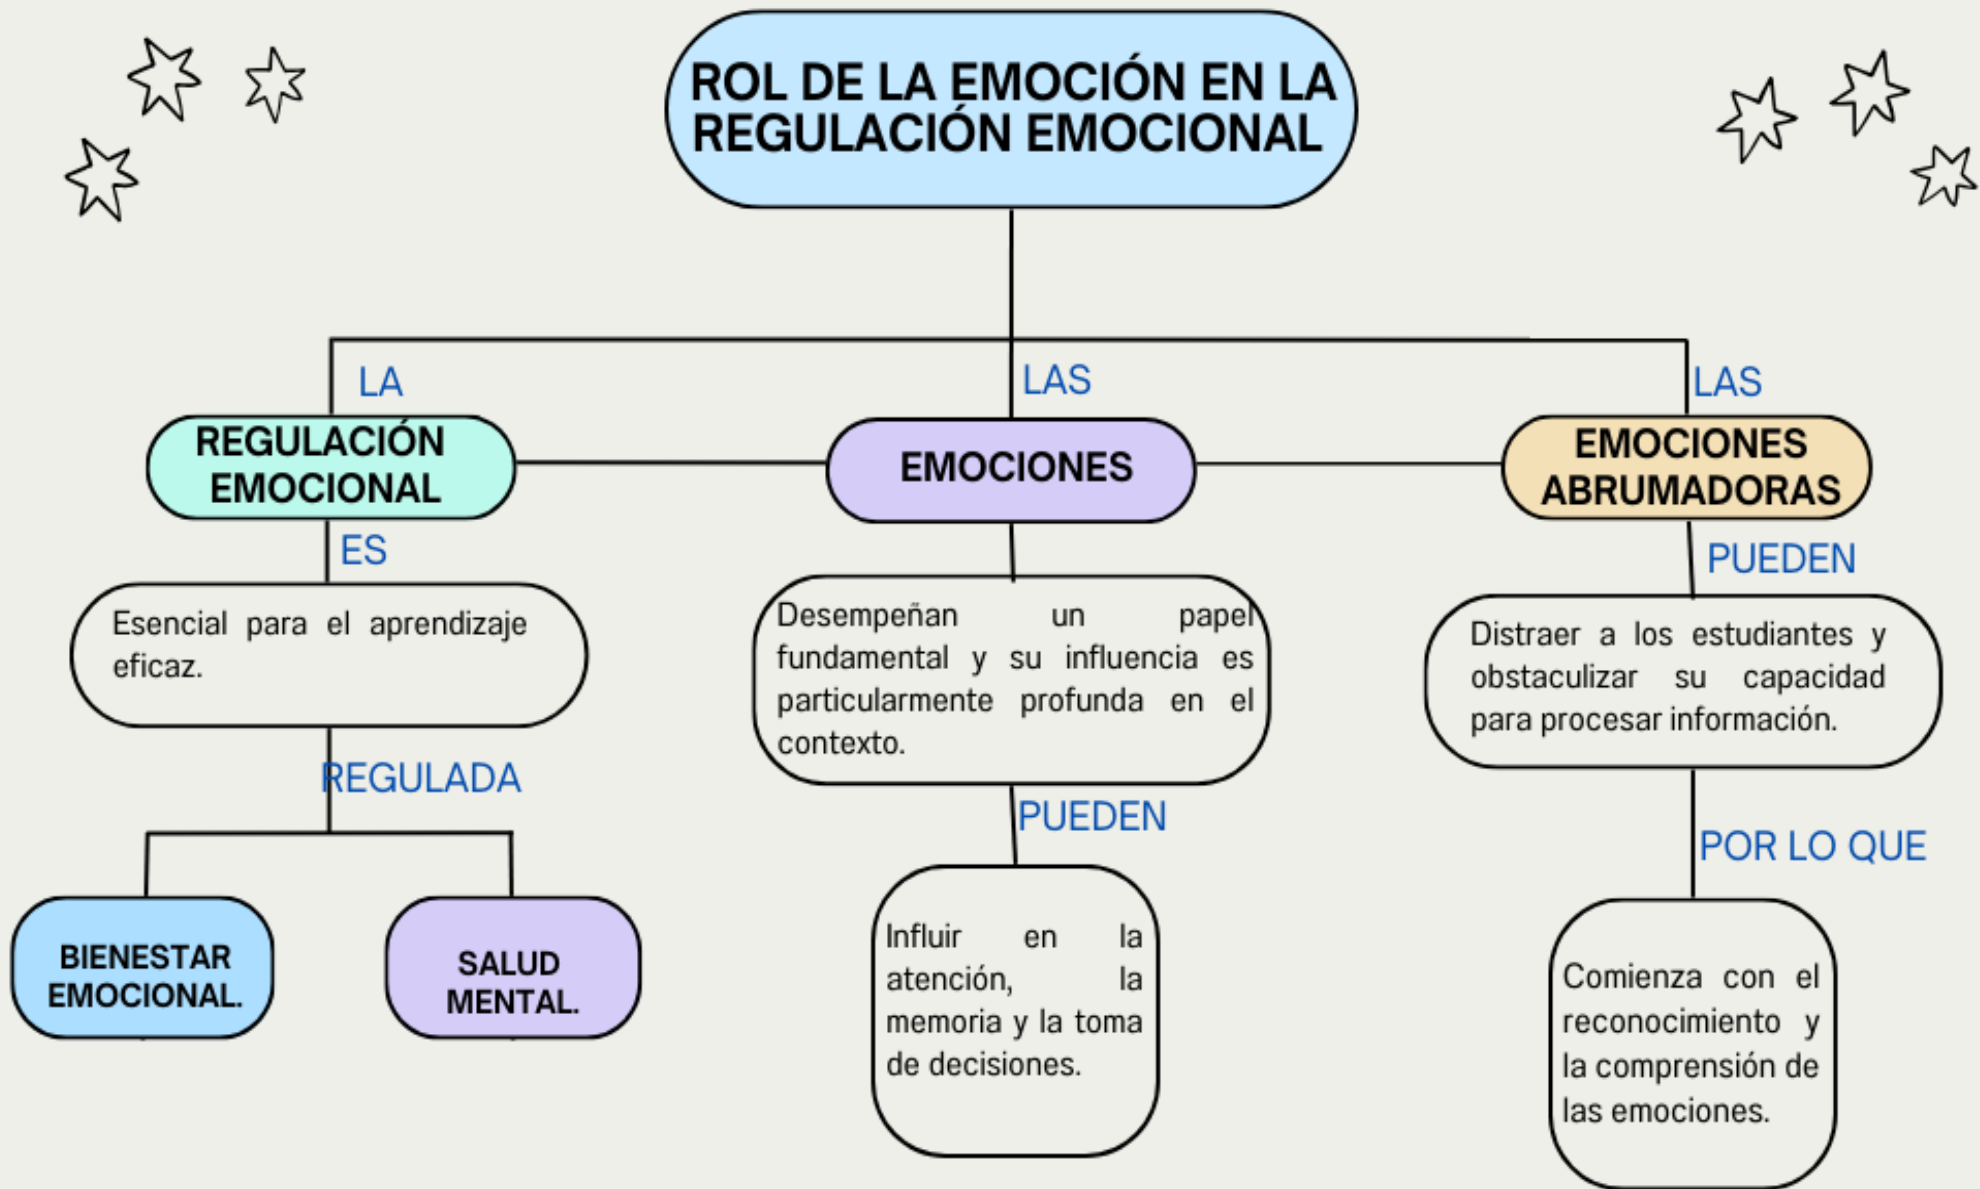 ROL DE LA EMOCIÓN EN LA
REGULACIÓN EMOCIONAL
LA
REGULACIÓN
EMOCIONAL
ES
Esencial para el aprendizaje
eficaz.
REGULADA
BIENESTAR
EMOCIONAL.
SALUD
MENTAL.
LAS
EMOCIONES
Desempeñan un papel
fundamental y su influencia es
particularmente profunda en el
contexto.
PUEDEN
Influir en la
atención, la
memoria y la toma
de decisiones.
LAS
EMOCIONES
ABRUMADORAS
PUEDEN
Distraer a los estudiantes y
obstaculizar su capacidad
para procesar información.
POR LO QUE
Comienza con el
reconocimiento y
la comprensión de
las emociones.